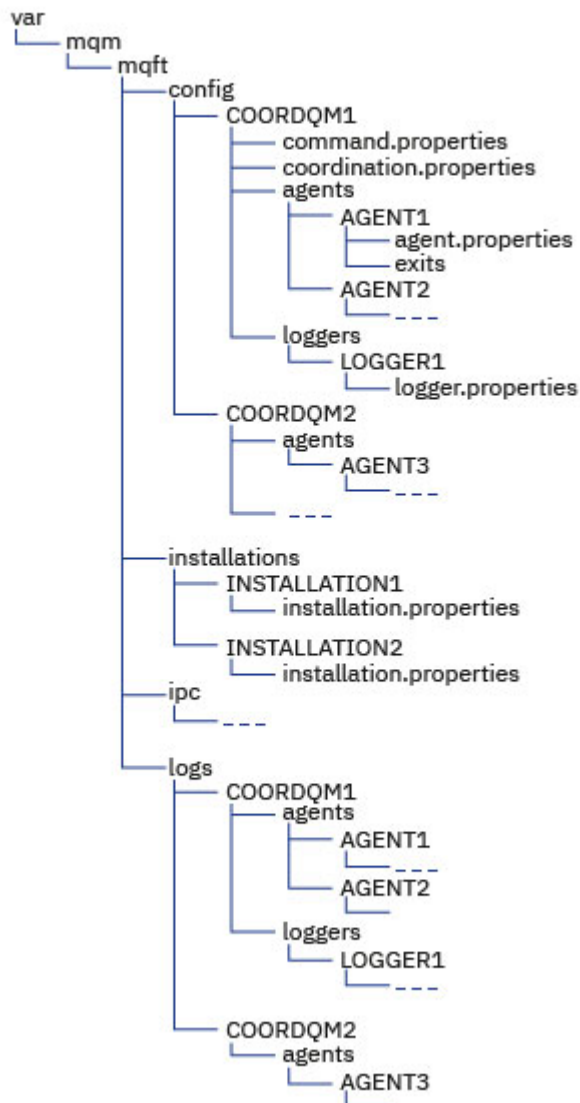 var
mqm
mqft
config
COORDQM1
command.properties
coordination.properties
agents
AGENT1
agent.properties
exits
AGENT2
loggers
LOGGER1
logger.properties
COORDQM2
agents
AGENT3
installations
INSTALLATION1
installation.properties
INSTALLATION2
installation.properties
ipc
logs
COORDQM1
agents
AGENT1
AGENT2
loggers
LOGGER1
COORDQM2
agents
AGENT3